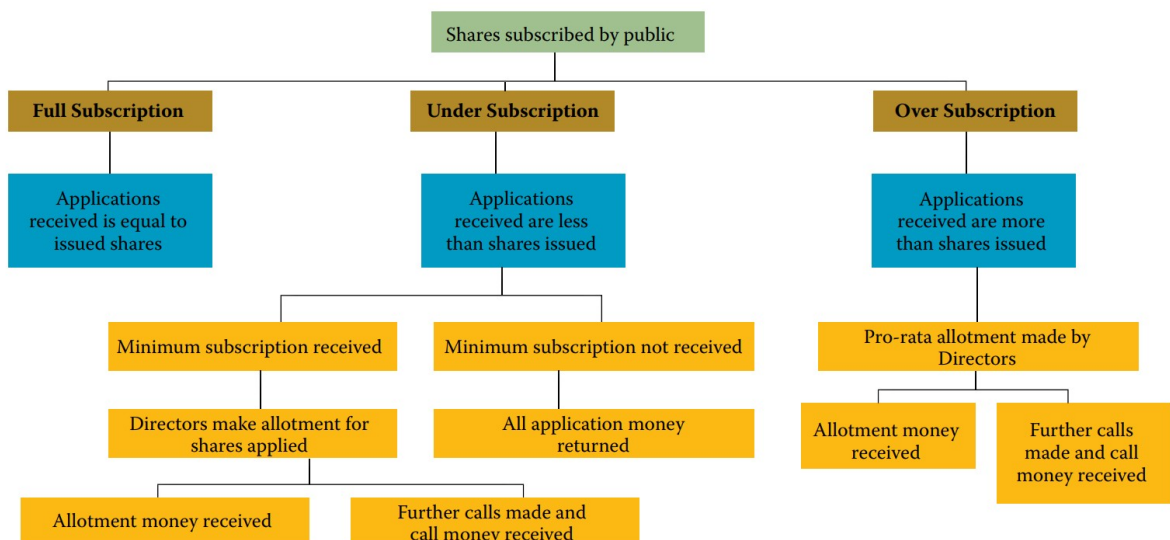 Shares subscribed by public
Full Subscription
Under Subscription
Over Subscription
Applications
received is equal to
issued shares
Applications
received are less
than shares issued
Applications
received are more
than shares issued
Minimum subscription received
Minimum subscription not received
Pro-rata allotment made by
Directors
Directors make allotment for
shares applied
All application money
returned
Allotment money
received
Further calls
made and call
money received
Allotment money received
Further calls made and
call money received